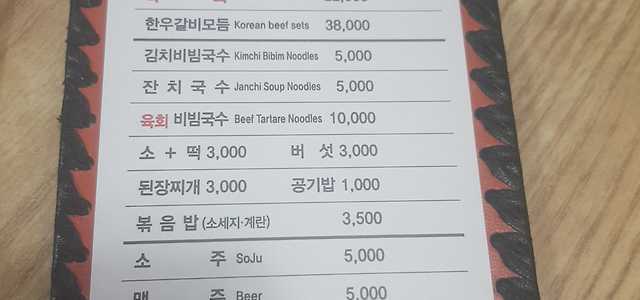 한우갈비모듬 Korean beef sets 38,000
김치비빔국수 Kimchi Bibim Noodles 5,000
잔치국수 Janchi Soup Noodles 5,000
육회 비빔국수 Beef Tartare Noodles 10,000
소 + 떡 3,000 버섯 3,000
된장찌개 3,000 공기밥 1,000
볶음밥 (소세지·계란) 3,500
소주 SoJu 5,000
맥주 Beer 5,000